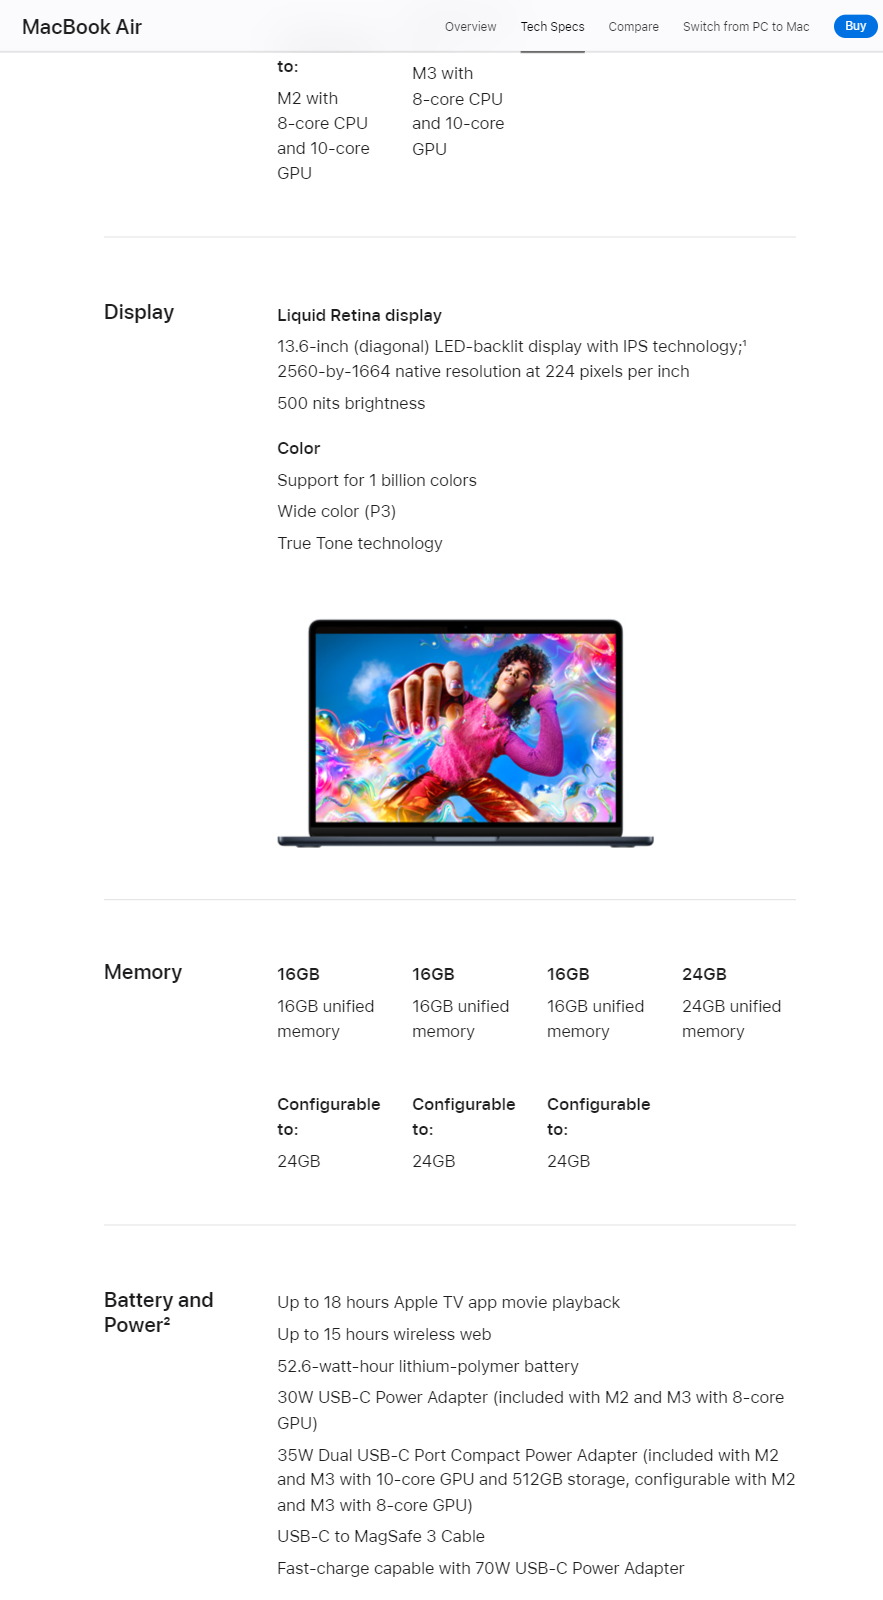 MacBook Air
Overview
Tech Specs
Compare
Switch from PC to Mac
Buy
to:
M2 with
8-core CPU
and 10-core
GPU
M3 with
8-core CPU
and 10-core
GPU
Display
Liquid Retina display
13.6-inch (diagonal) LED-backlit display with IPS technology;¹
2560-by-1664 native resolution at 224 pixels per inch
500 nits brightness
Color
Support for 1 billion colors
Wide color (P3)
True Tone technology
Memory
16GB
16GB unified
memory
Configurable
to:
24GB
16GB
16GB unified
memory
Configurable
to:
24GB
16GB
16GB unified
memory
Configurable
to:
24GB
24GB
24GB unified
memory
Battery and
Power²
Up to 18 hours Apple TV app movie playback
Up to 15 hours wireless web
52.6-watt-hour lithium-polymer battery
30W USB-C Power Adapter (included with M2 and M3 with 8-core
GPU)
35W Dual USB-C Port Compact Power Adapter (included with M2
and M3 with 10-core GPU and 512GB storage, configurable with M2
and M3 with 8-core GPU)
USB-C to MagSafe 3 Cable
Fast-charge capable with 70W USB-C Power Adapter